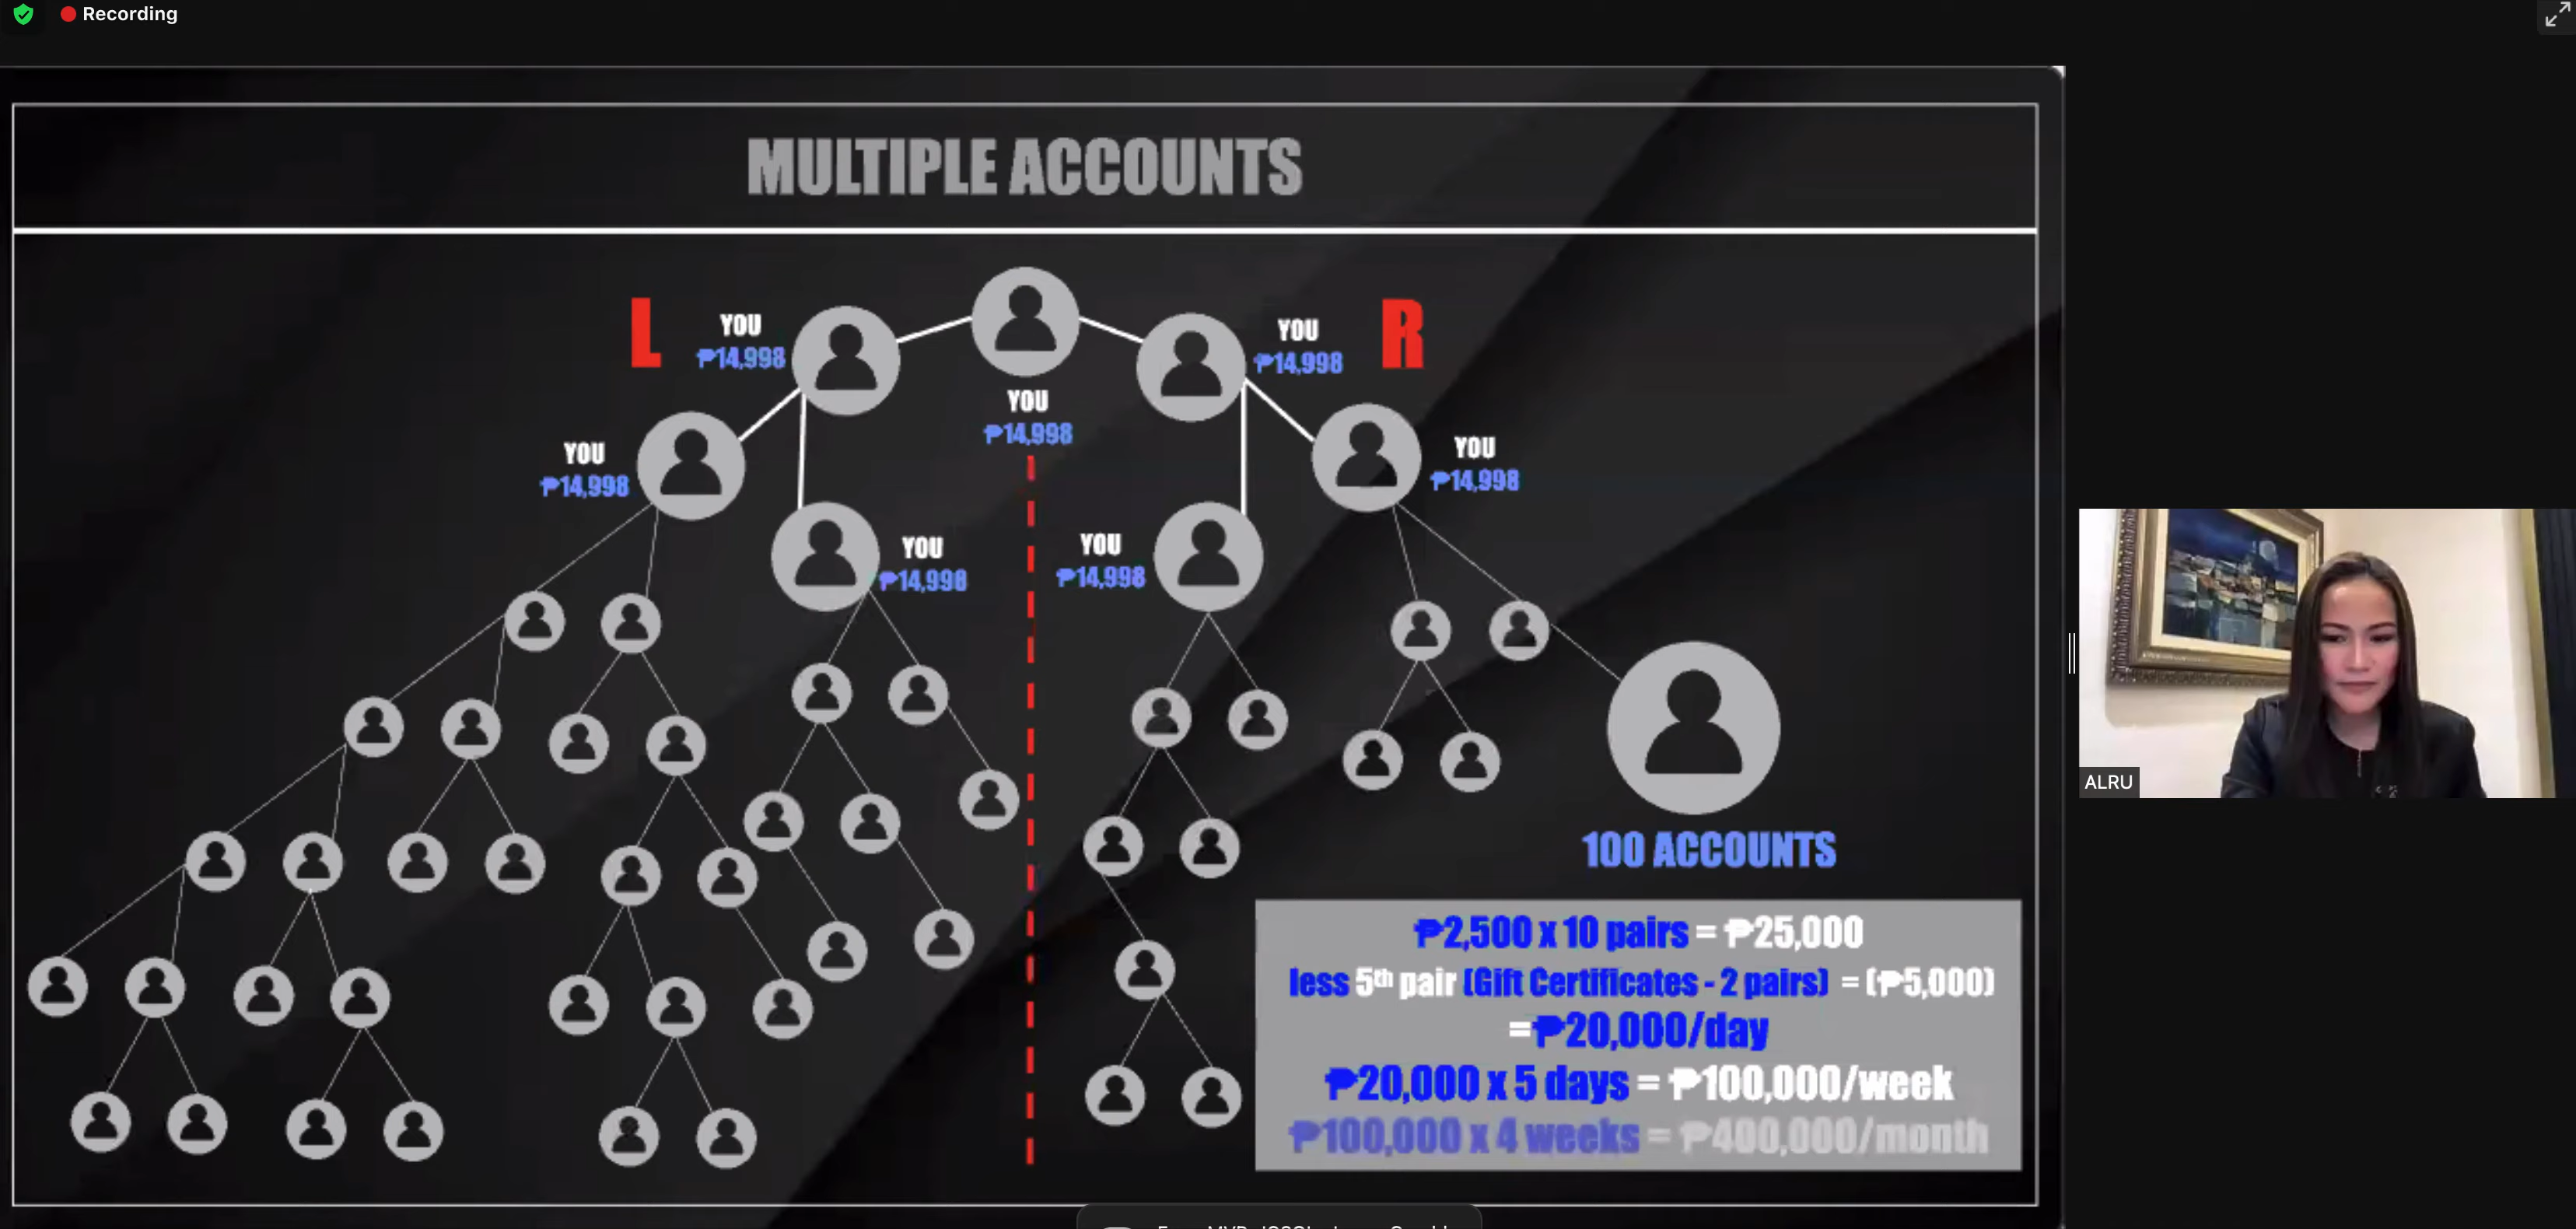 Recording
MULTIPLE ACCOUNTS
L
YOU
₱14,998
YOU
₱14,998
R
YOU
₱14,998
YOU
₱14,998
YOU
₱14,998
YOU
₱14,998
YOU
₱14,998
ALRU
100 ACCOUNTS
₱2,500 x 10 pairs = ₱25,000
less 5th pair (Gift Certificates - 2 pairs) = (₱5,000)
=₱20,000/day
₱20,000 x 5 days = ₱100,000/week
₱100,000 x 4 weeks = ₱400,000/month